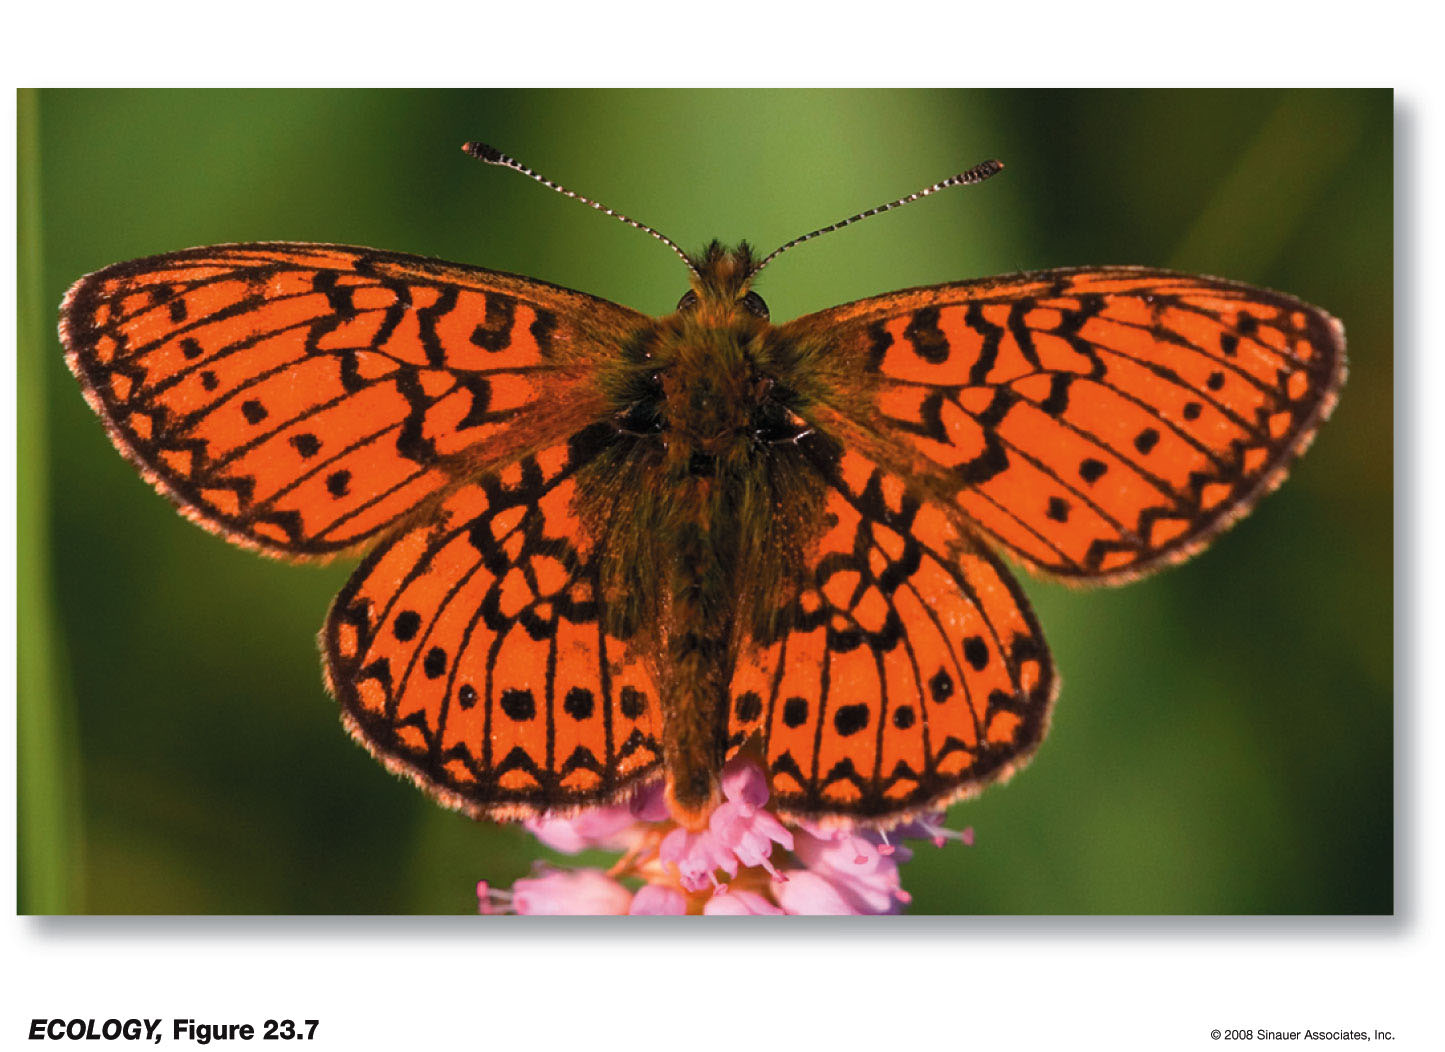 ECOLOGY, Figure 23.7
© 2008 Sinauer Associates, Inc.